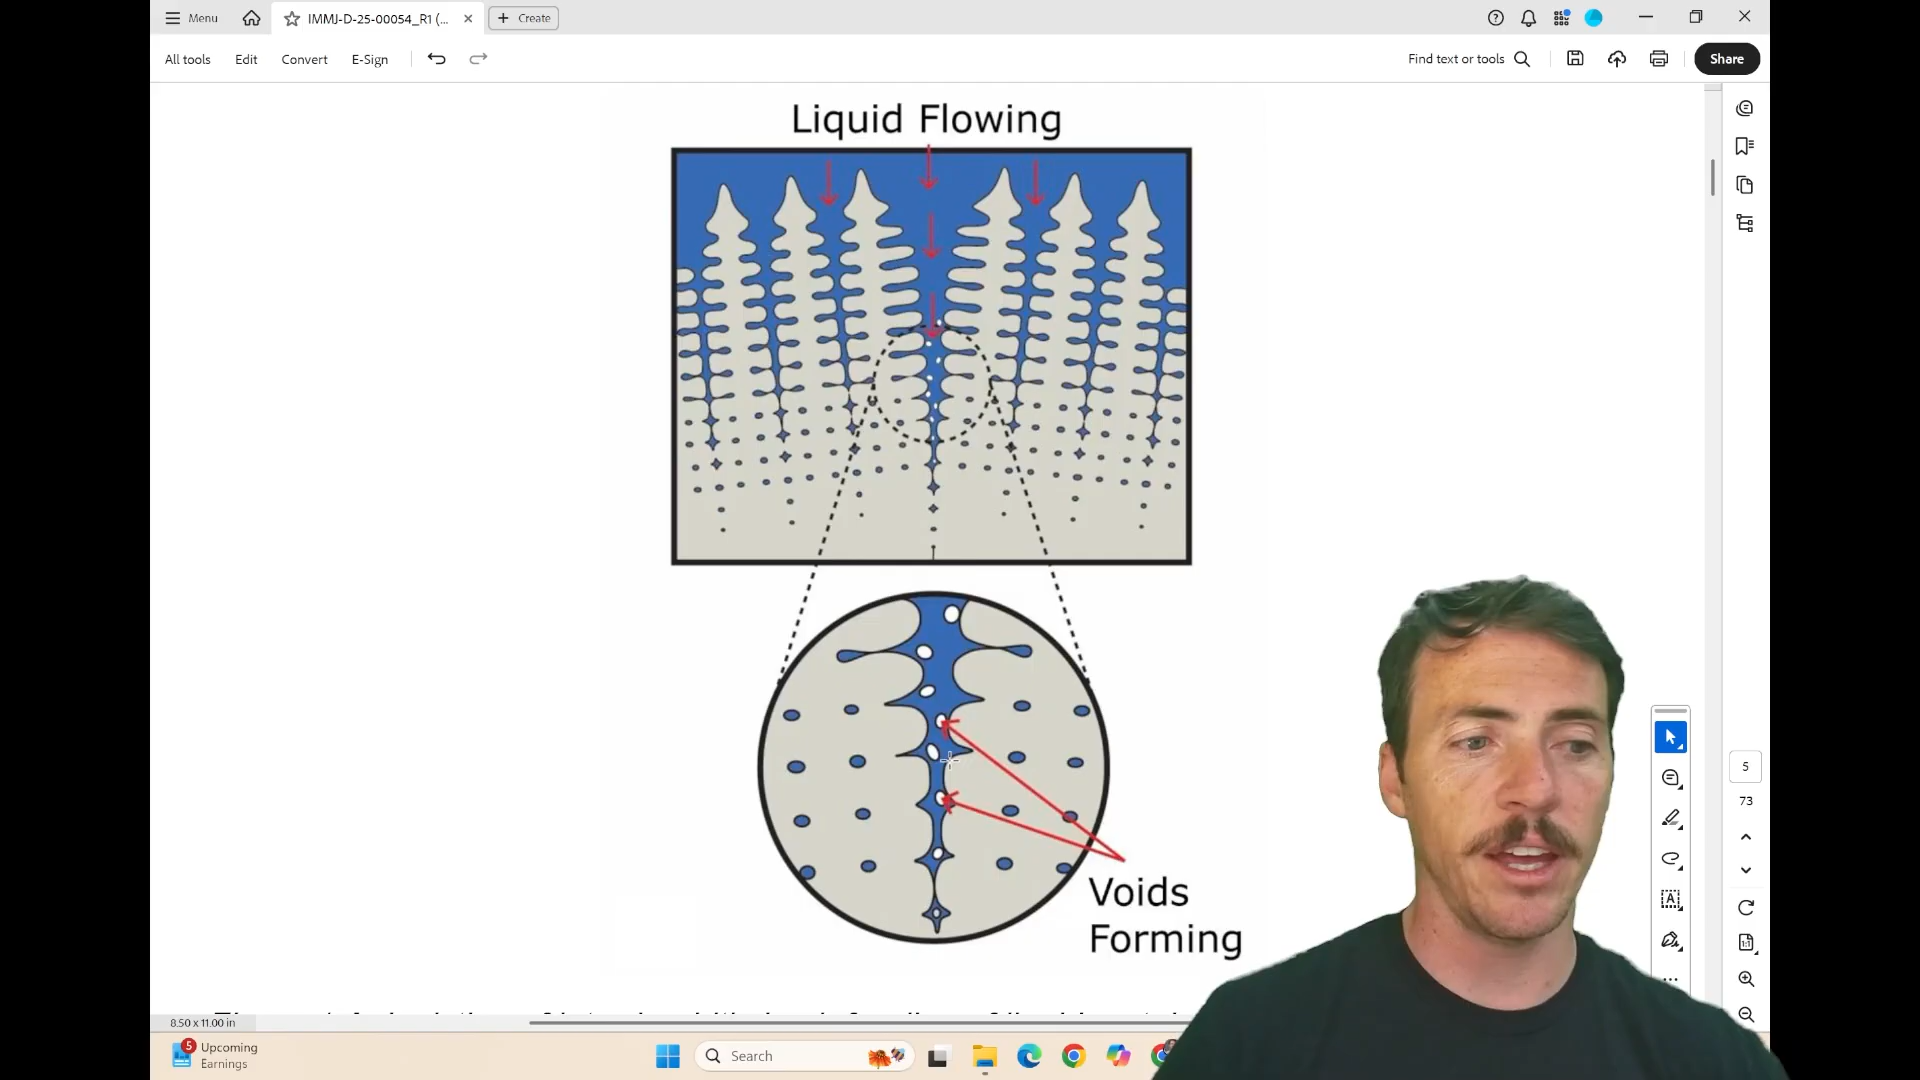 Menu
IMMJ-D-25-00054_R1 (...
Create
All tools
Edit
Convert
E-Sign
Find text or tools
Share
Liquid Flowing
Voids
Forming
5
73
8.50 x 11.00 in
5
Upcoming
Earnings
Search